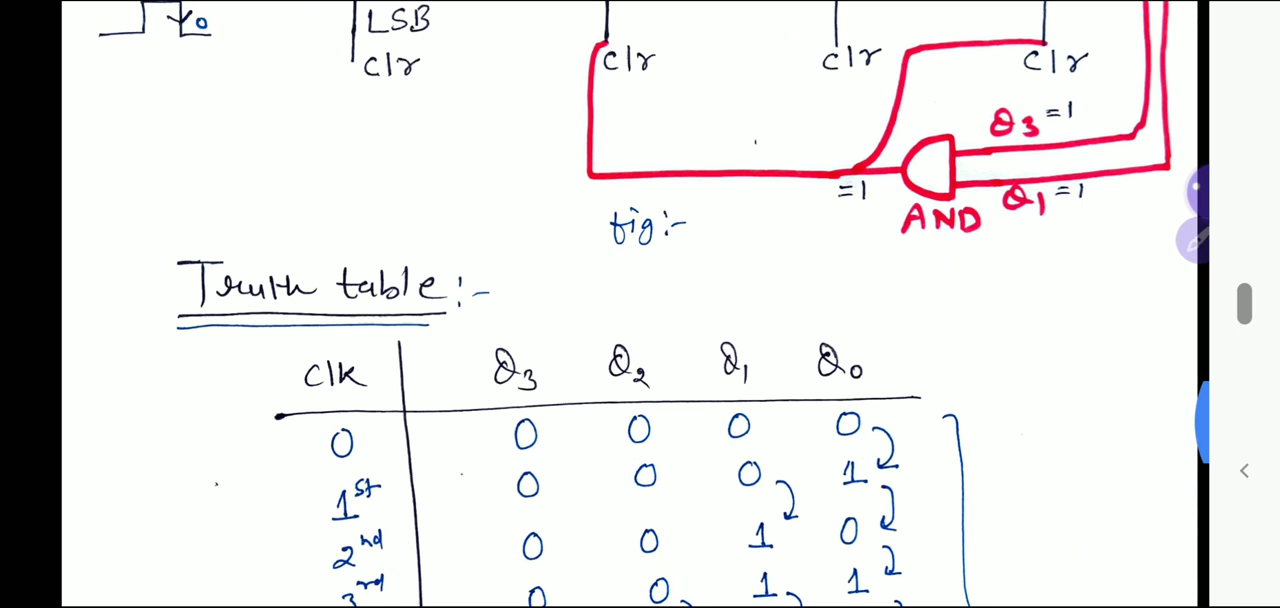 0
LSB
clr
clr
clr
clr
Q3 =1
=1
Q1 =1
AND
fig:-
Truth table:-
clk Q3 Q2 Q1 Q0
0 0 0 0 0
1st 0 0 0 1
2nd 0 0 1 0
3rd 0 0 1 1